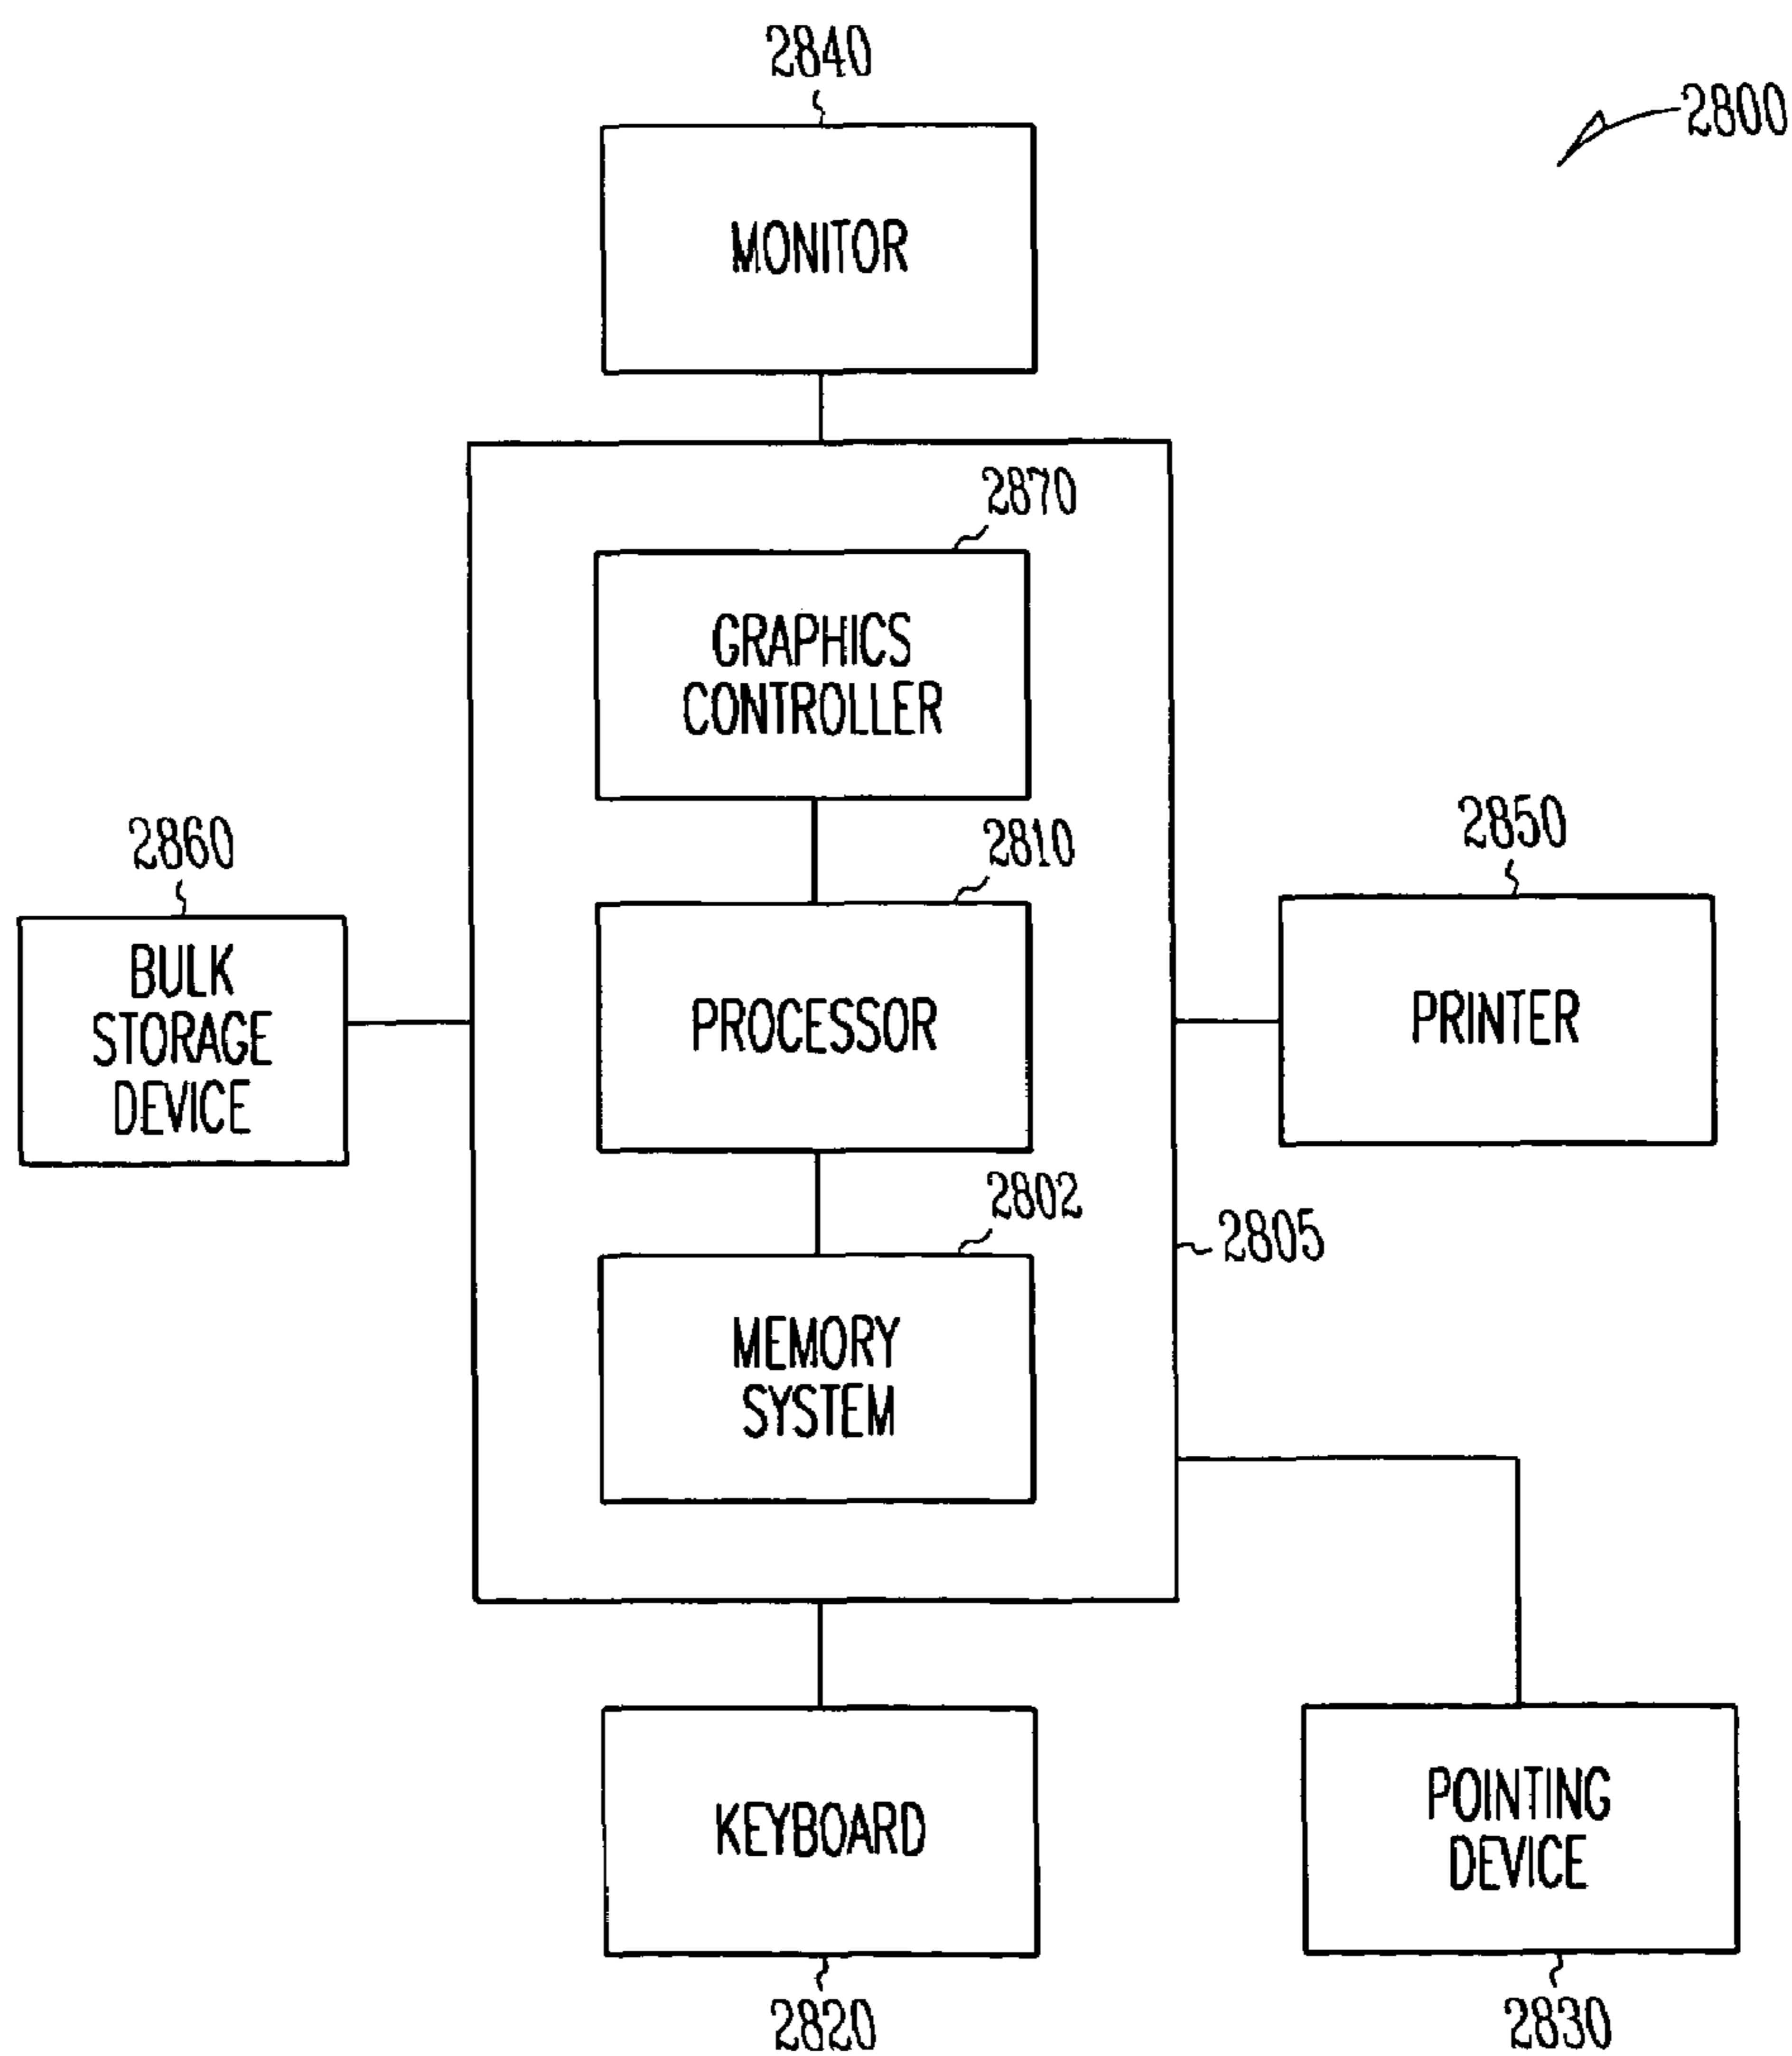 2840
2800
MONITOR
2870
GRAPHICS
CONTROLLER
2860
2810
2850
BULK
STORAGE
DEVICE
PROCESSOR
PRINTER
2802
2805
MEMORY
SYSTEM
KEYBOARD
POINTING
DEVICE
2820
2830